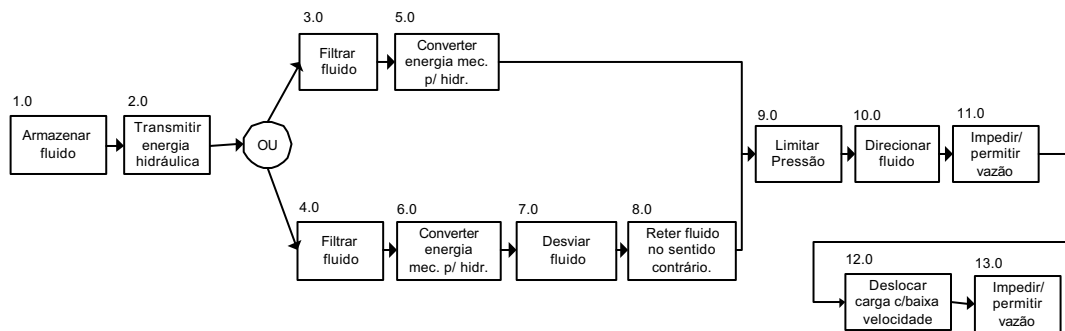 3.0
Filtrar
fluido
5.0
Converter
energia mec.
p/ hidr.
1.0
Armazenar
fluido
2.0
Transmitir
energia
hidráulica
OU
9.0
Limitar
Pressão
10.0
Direcionar
fluido
11.0
Impedir/
permitir
vazão
4.0
Filtrar
fluido
6.0
Converter
energia
mec. p/ hidr.
7.0
Desviar
fluido
8.0
Reter fluido
no sentido
contrário.
12.0
Deslocar
carga c/baixa
velocidade
13.0
Impedir/
permitir
vazão